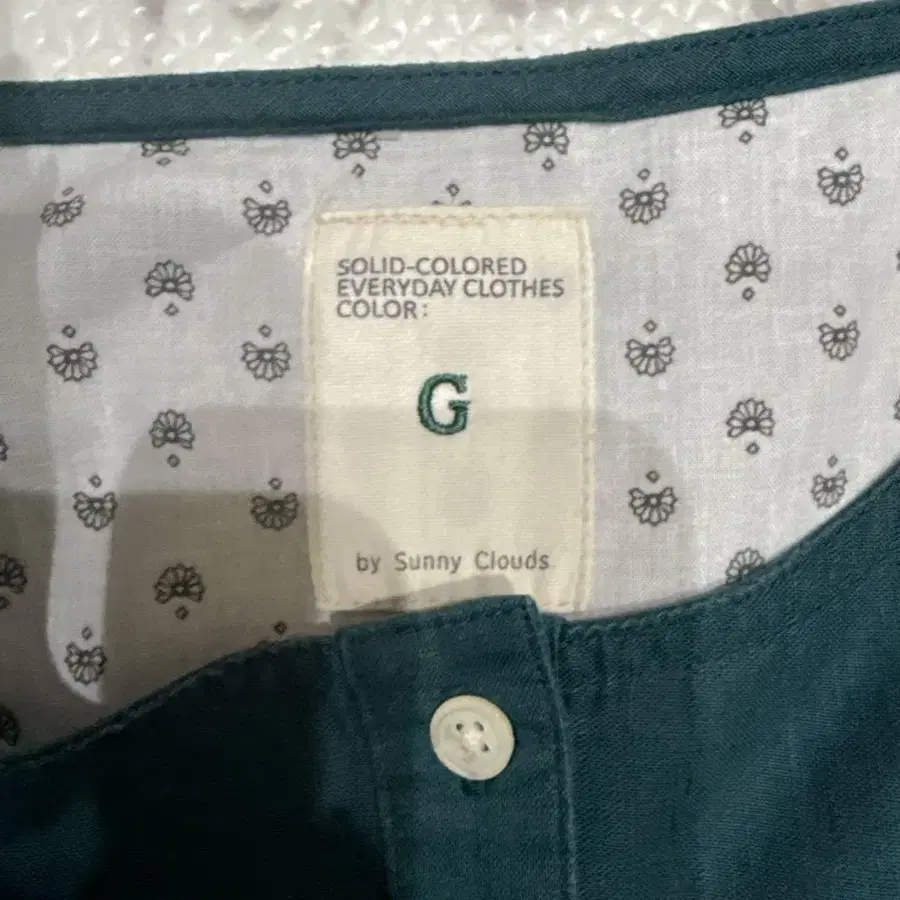 SOLID-COLORED
EVERYDAY CLOTHES
COLOR:
G
by Sunny Clouds